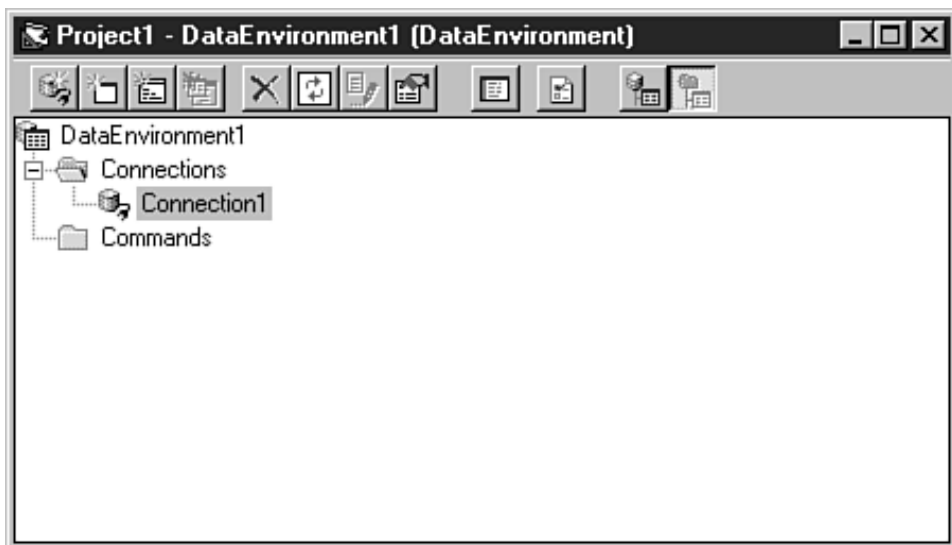 Project1 - DataEnvironment1 (DataEnvironment)
DataEnvironment1
Connections
Connection1
Commands